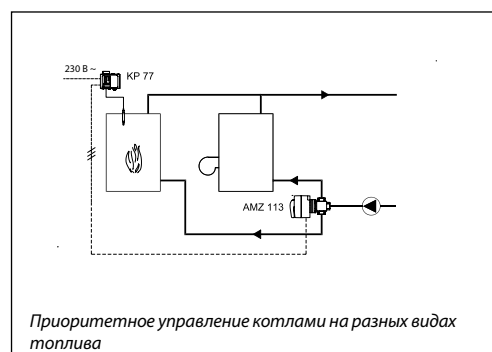 230 В ~
KP 77
AMZ 113
Приоритетное управление котлами на разных видах
топлива